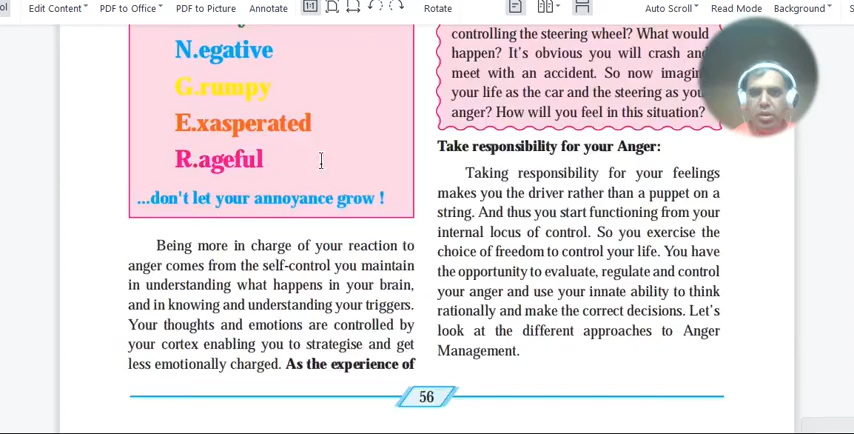 Edit Content
PDF to Office
PDF to Picture
Annotate
1:1
Rotate
Auto Scroll
Read Mode
Background
N.egative
G.rumpy
E.xasperated
R.ageful
...don't let your annoyance grow !
Being more in charge of your reaction to
anger comes from the self-control you maintain
in understanding what happens in your brain,
and in knowing and understanding your triggers.
Your thoughts and emotions are controlled by
your cortex enabling you to strategise and get
less emotionally charged. As the experience of
controlling the steering wheel? What would
happen? It's obvious you will crash and
meet with an accident. So now imagin
your life as the car and the steering as you
anger? How will you feel in this situation?
Take responsibility for your Anger:
Taking responsibility for your feelings
makes you the driver rather than a puppet on a
string. And thus you start functioning from your
internal locus of control. So you exercise the
choice of freedom to control your life. You have
the opportunity to evaluate, regulate and control
your anger and use your innate ability to think
rationally and make the correct decisions. Let's
look at the different approaches to Anger
Management.
56